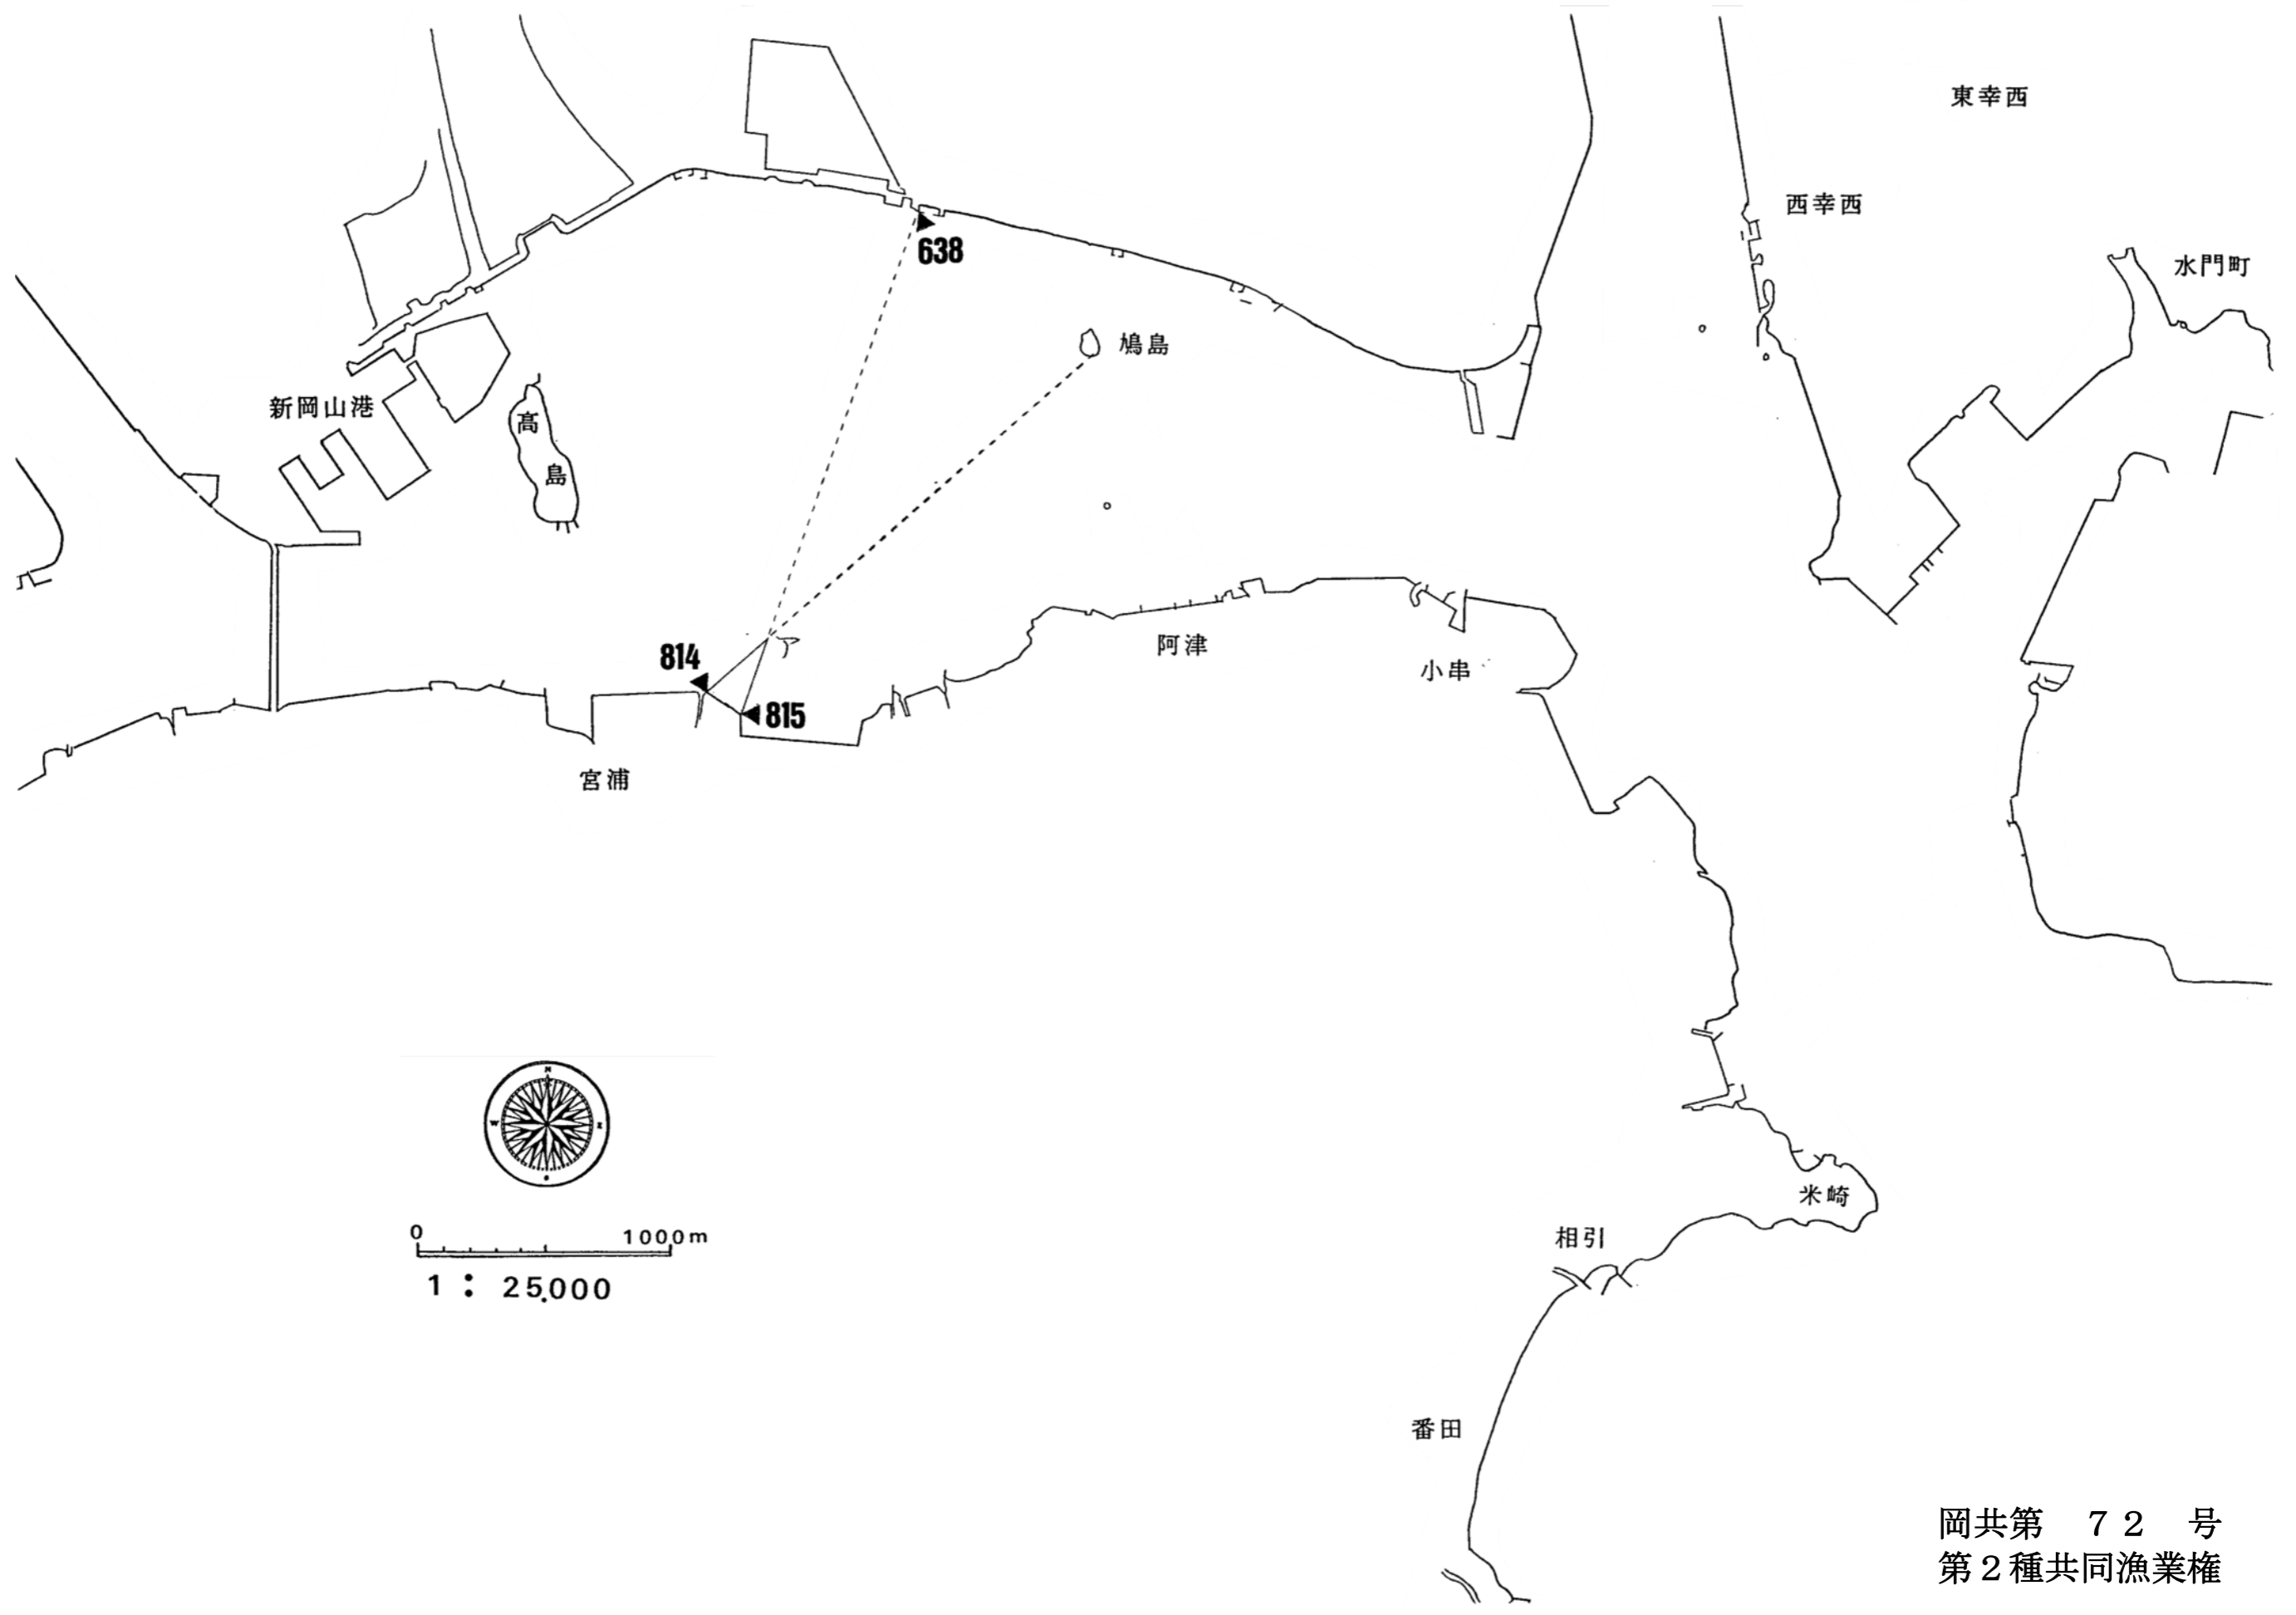 東幸西
西幸西
638
水門町
鳩島
新岡山港
高
島
ア
814
阿津
小串
815
宮浦
N
W
E
S
米崎
0 1000m
相引
1 : 25,000
番田
岡共第 72 号
第2種共同漁業権